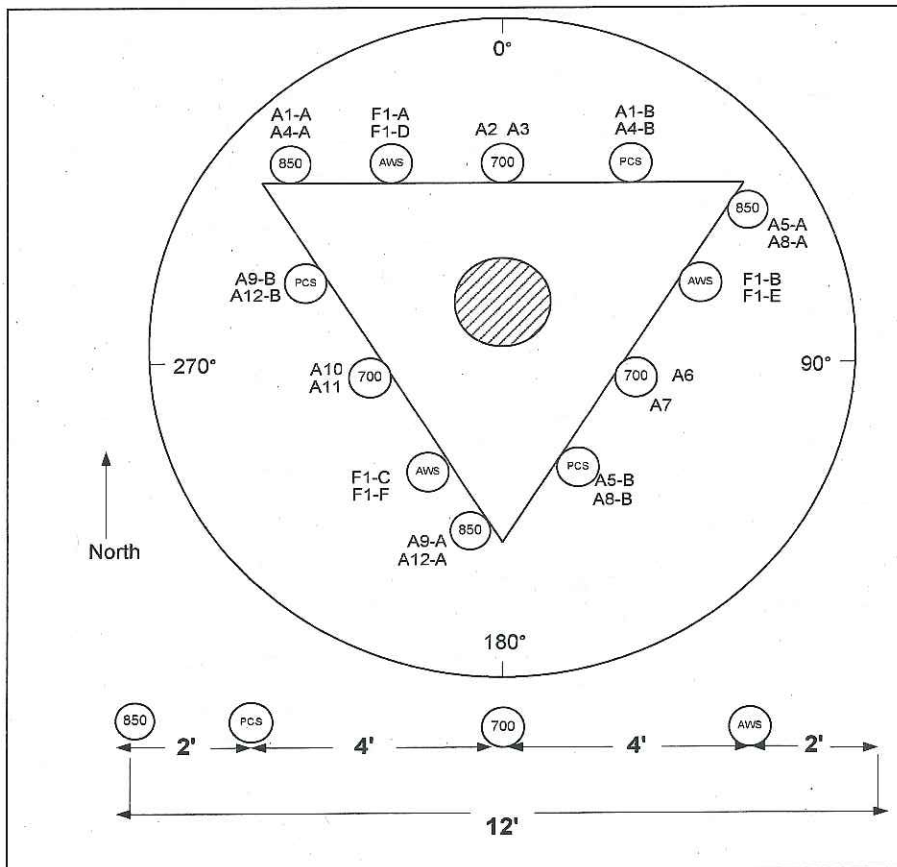 0°
A1-A
A4-A
F1-A
F1-D
A2 A3
A1-B
A4-B
850
AWS
700
PCS
850
A5-A
A8-A
A9-B
A12-B
PCS
AWS
F1-B
F1-E
270°
90°
A10
A11
700
700
A6
A7
F1-C
F1-F
AWS
PCS
A5-B
A8-B
A9-A
A12-A
850
North
180°
850
PCS
700
AWS
2' 4' 4' 2'
12'